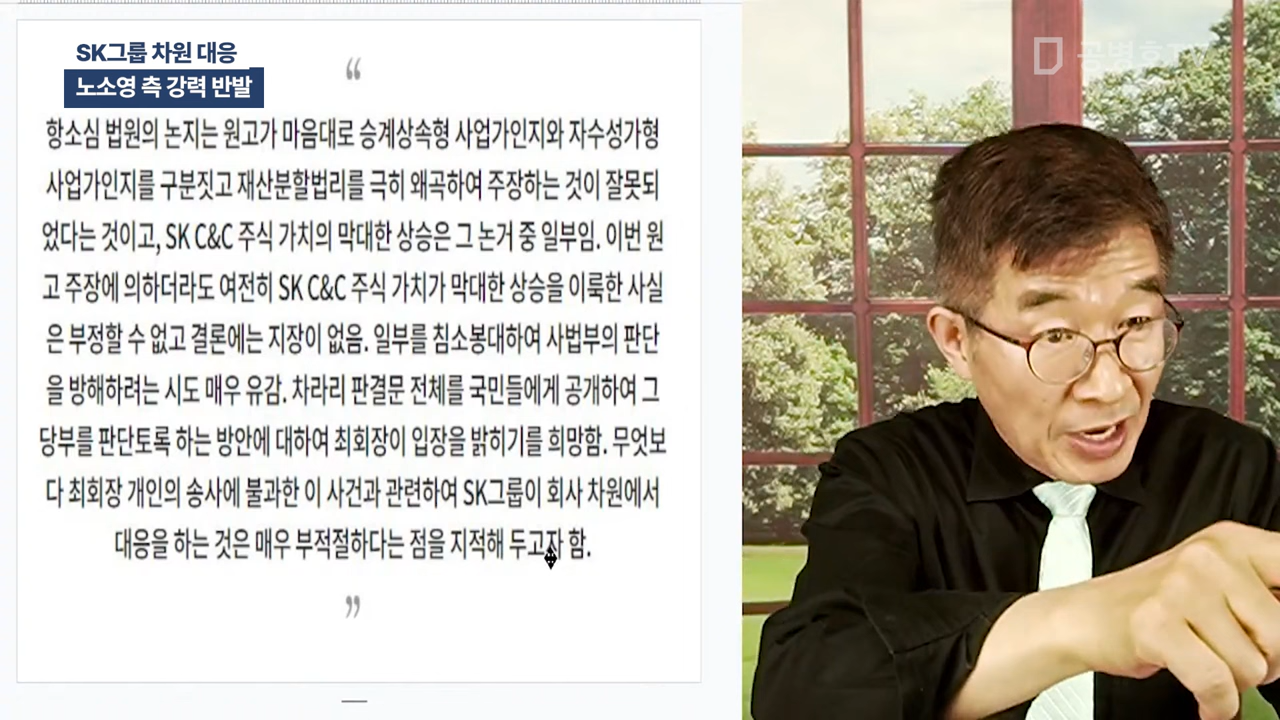 SK그룹 차원 대응
노소영 측 강력 반발
“
항소심 법원의 논지는 원고가 마음대로 승계상속형 사업가인지와 자수성가형
사업가인지를 구분짓고 재산분할법리를 극히 왜곡하여 주장하는 것이 잘못되
었다는 것이고, SK C&C 주식 가치의 막대한 상승은 그 논거 중 일부임. 이번 원
고 주장에 의하더라도 여전히 SK C&C 주식 가치가 막대한 상승을 이룩한 사실
은 부정할 수 없고 결론에는 지장이 없음. 일부를 침소봉대하여 사법부의 판단
을 방해하려는 시도 매우 유감. 차라리 판결문 전체를 국민들에게 공개하여 그
당부를 판단토록 하는 방안에 대하여 최회장이 입장을 밝히기를 희망함. 무엇보
다 최회장 개인의 송사에 불과한 이 사건과 관련하여 SK그룹이 회사 차원에서
대응을 하는 것은 매우 부적절하다는 점을 지적해 두고자 함.
”
공병호TV